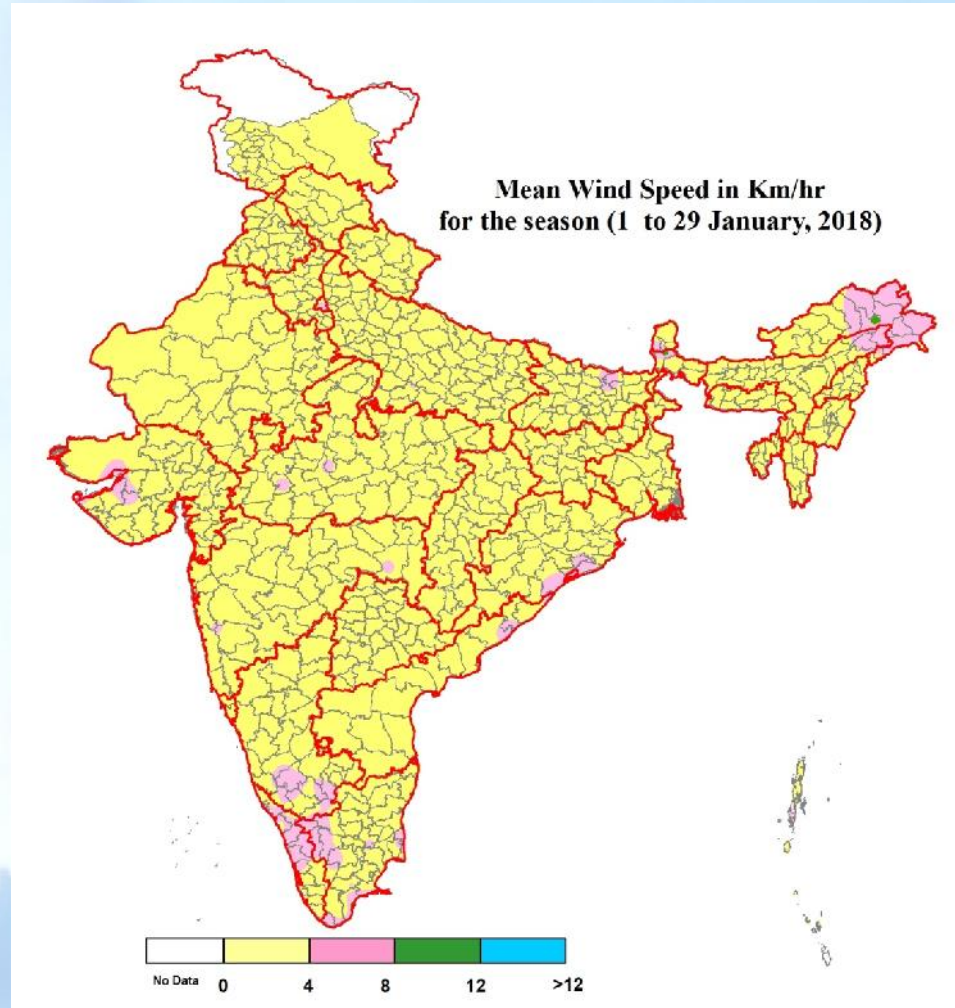 Mean Wind Speed in Km/hr
for the season (1 to 29 January, 2018)
No Data 0 4 8 12 >12